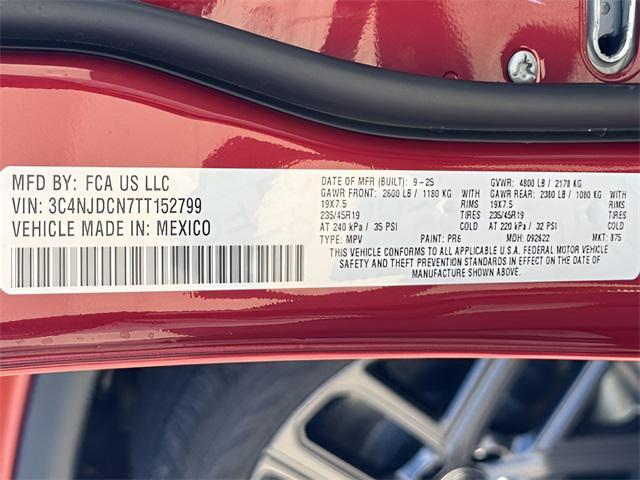 MFD BY: FCA US LLC
VIN: 3C4NJDCN7TT152799
VEHICLE MADE IN: MEXICO
DATE OF MFR (BUILT): 9-25 GVWR: 4800 LB / 2178 KG
GAWR FRONT: 2600 LB / 1180 KG GAWR REAR: 2380 LB / 1080 KG
19X7.5 RIMS 19X7.5 RIMS
235/45R19 TIRES 235/45R19 TIRES
AT 240 kPa / 35 PSI COLD AT 220 kPa / 32 PSI COLD
TYPE: MPV PAINT: PR6 MDH: 092622 MKT: 875
THIS VEHICLE CONFORMS TO ALL APPLICABLE U.S.A. FEDERAL MOTOR VEHICLE
SAFETY AND THEFT PREVENTION STANDARDS IN EFFECT ON THE DATE OF
MANUFACTURE SHOWN ABOVE.